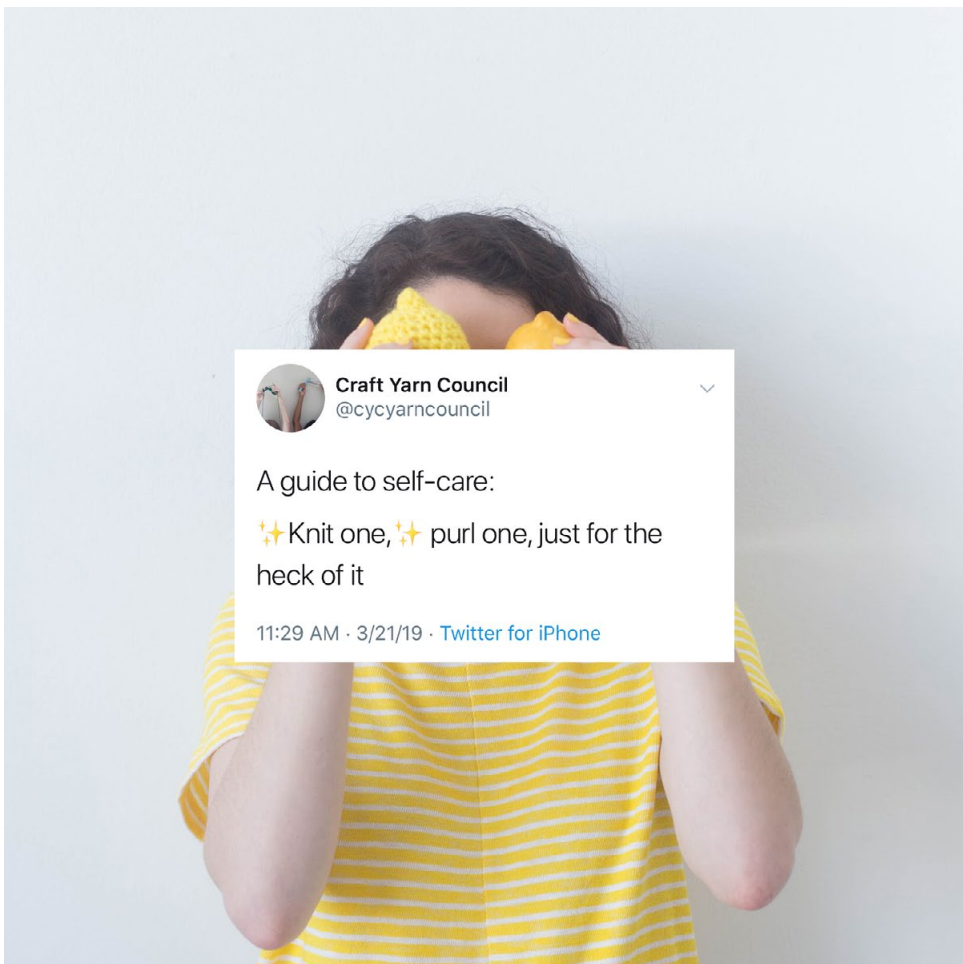 Craft Yarn Council
@cycyarncouncil
A guide to self-care:
✨Knit one,✨ purl one, just for the
heck of it
11:29 AM · 3/21/19 · Twitter for iPhone